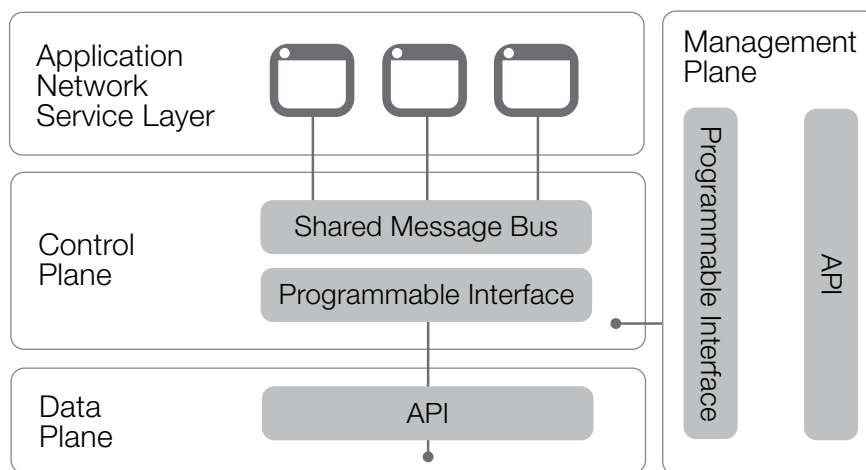 Application
Network
Service Layer
Shared Message Bus
Control
Plane
Programmable Interface
Data
Plane
API
Management
Plane
Programmable Interface
API